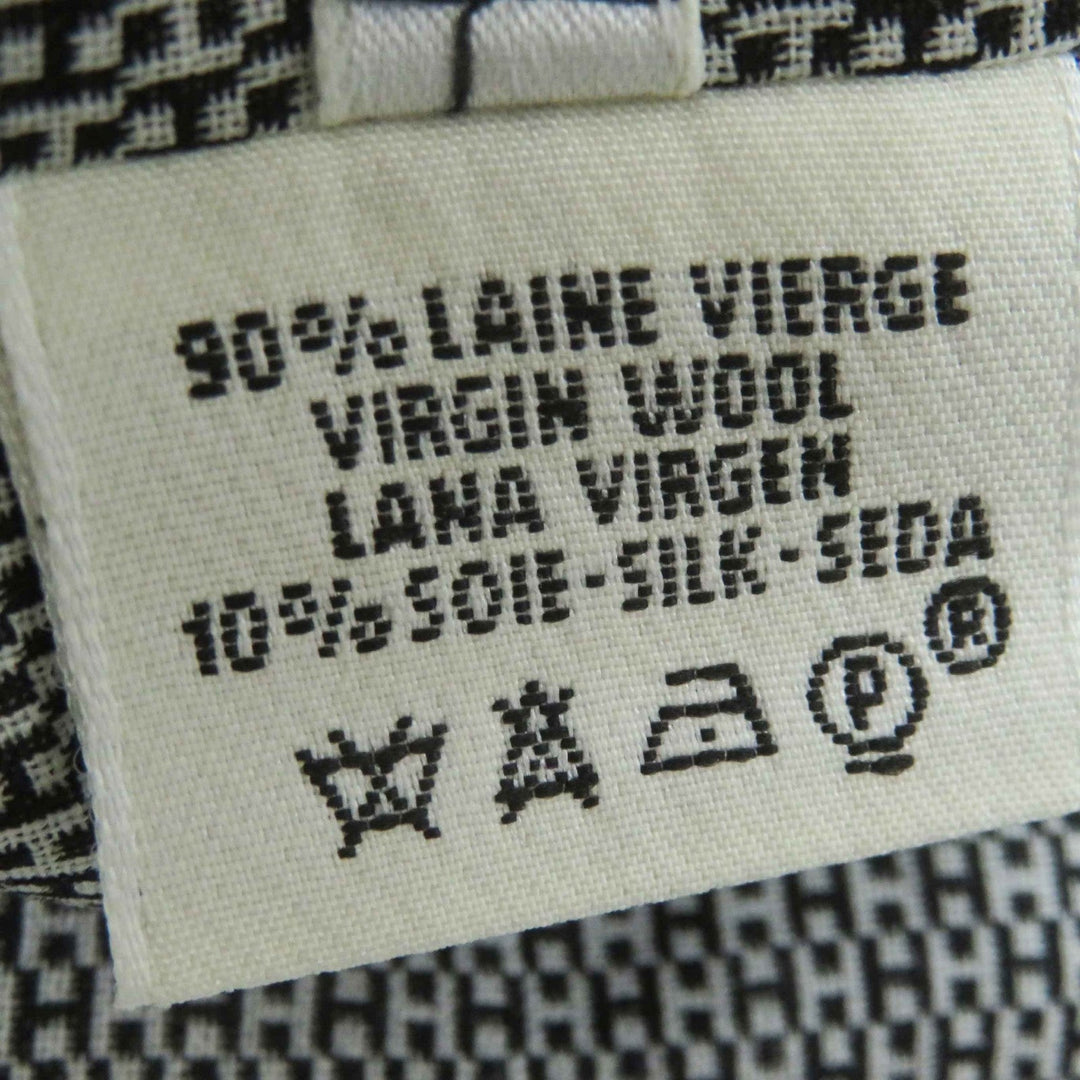 90% LAINE VIERGE
VIRGIN WOOL
LANA VIRGEN
10% SOIE - SILK - SEDA
P ®